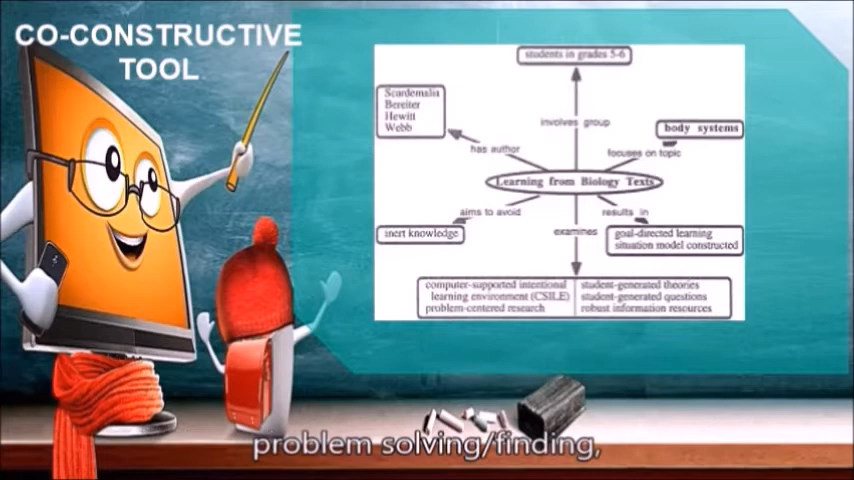 CO-CONSTRUCTIVE
TOOL
students in grades 5-6
Scardemalia
Bereiter
Hewitt
Webb
involves group
body systems
has author
focuses on topic
Learning from Biology Texts
aims to avoid
results in
inert knowledge
examines
goal-directed learning
situation model constructed
computer-supported intentional
learning environment (CSILE)
problem-centered research
student-generated theories
student-generated questions
robust information resources
problem solving/finding,